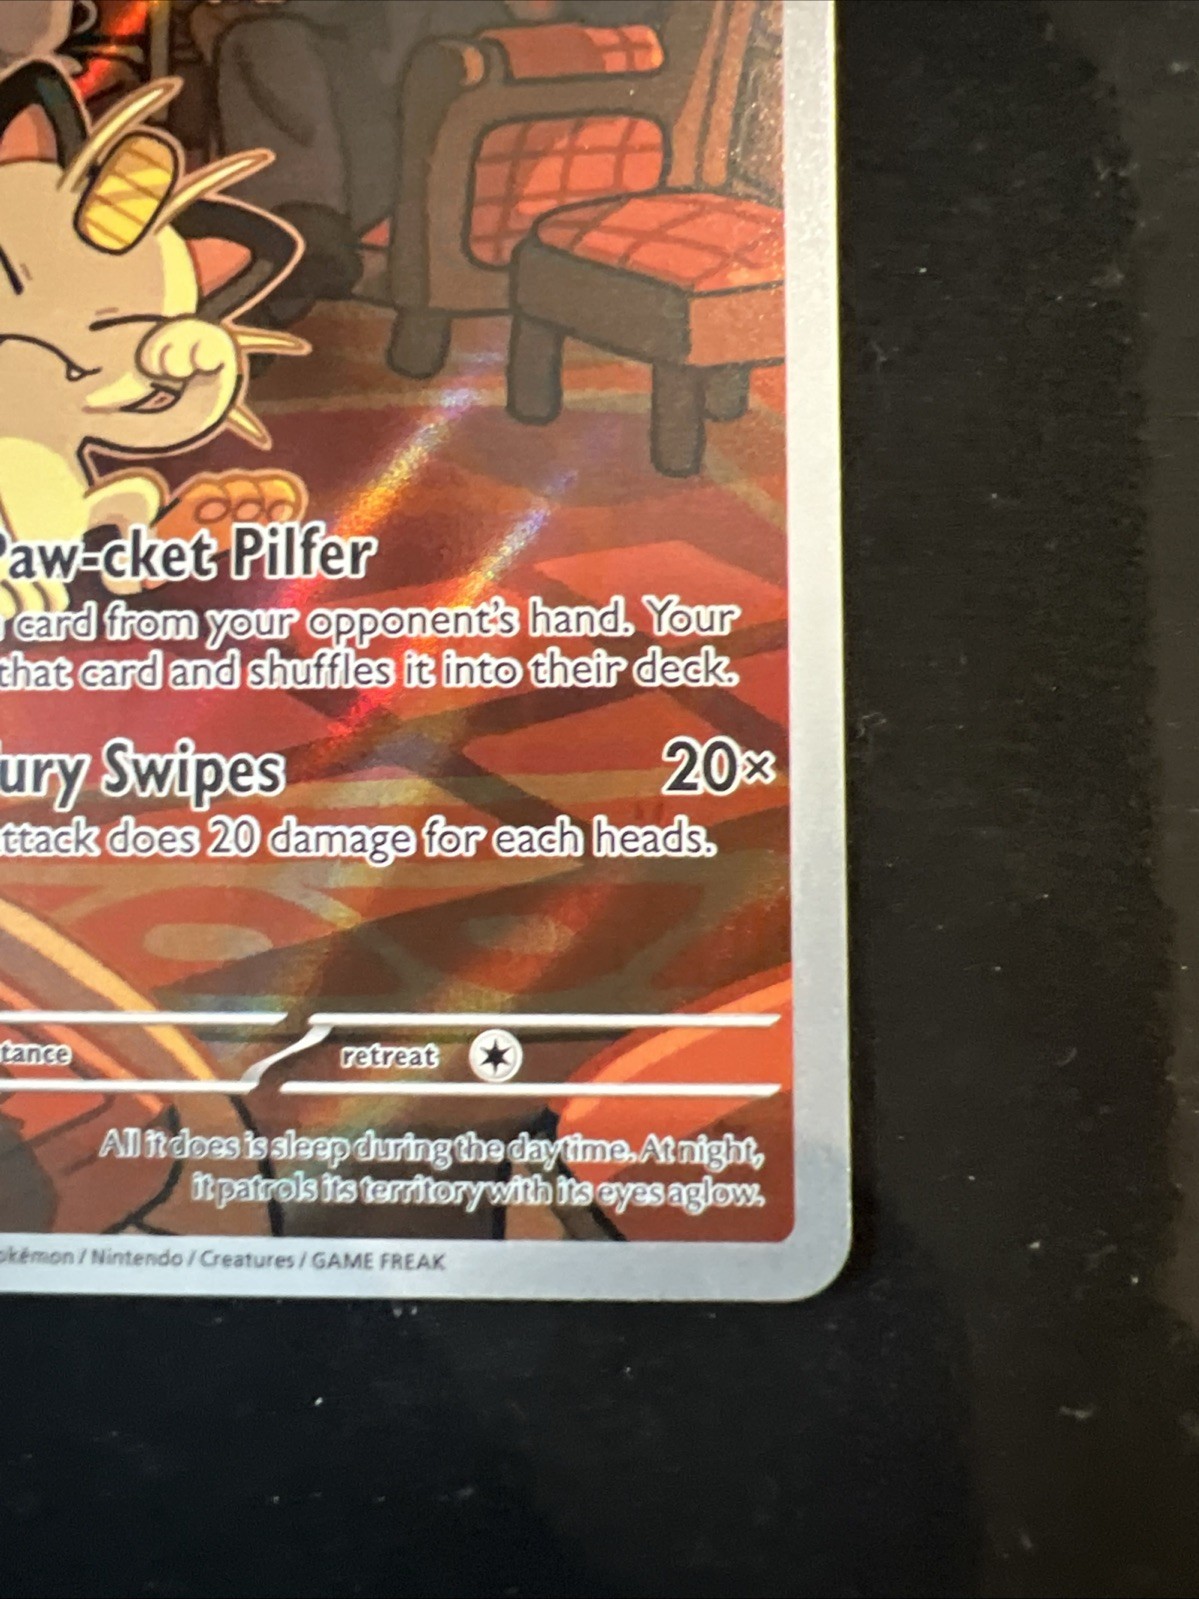 Paw-cket Pilfer
card from your opponent's hand. Your
that card and shuffles it into their deck.
ury Swipes 20×
ttack does 20 damage for each heads.
tance retreat
All it does is sleep during the daytime. At night,
it patrols its territory with its eyes aglow.
okémon / Nintendo / Creatures / GAME FREAK